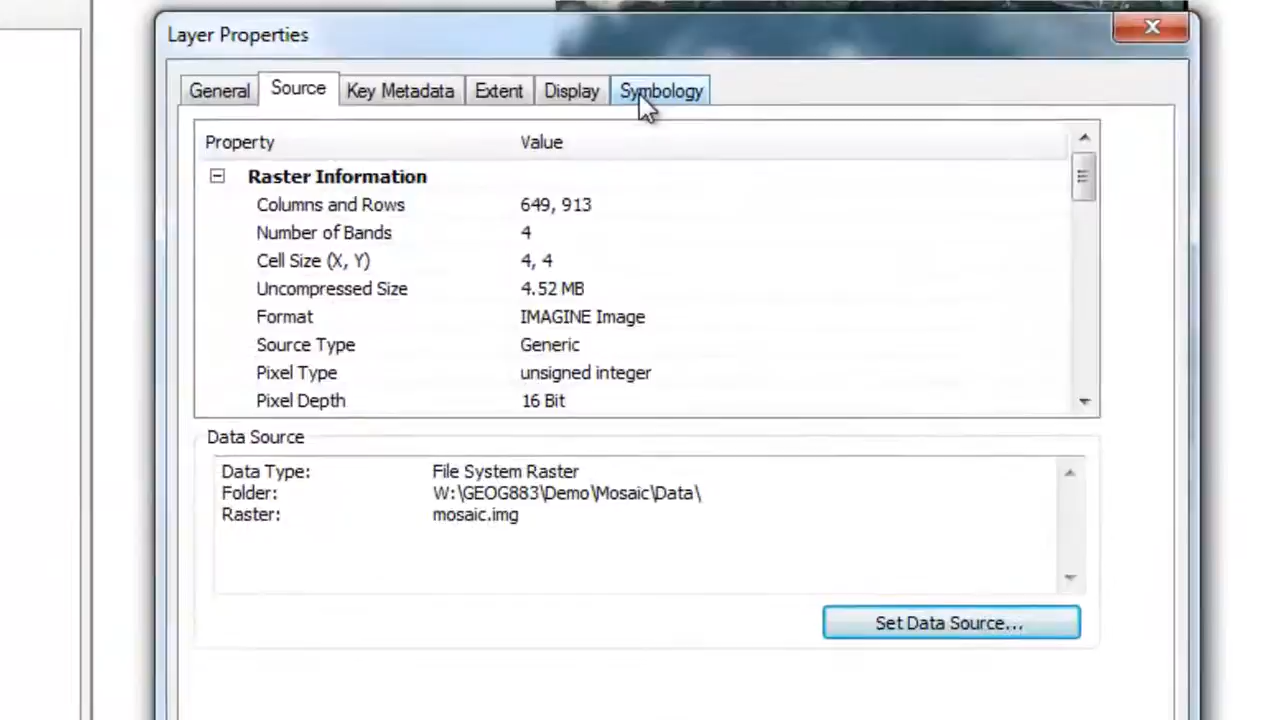 Layer Properties
General Source Key Metadata Extent Display Symbology
Property Value
Raster Information
Columns and Rows 649, 913
Number of Bands 4
Cell Size (X, Y) 4, 4
Uncompressed Size 4.52 MB
Format IMAGINE Image
Source Type Generic
Pixel Type unsigned integer
Pixel Depth 16 Bit
Data Source
Data Type: File System Raster
Folder: W:\GEOG883\Demo\Mosaic\Data\
Raster: mosaic.img
Set Data Source...